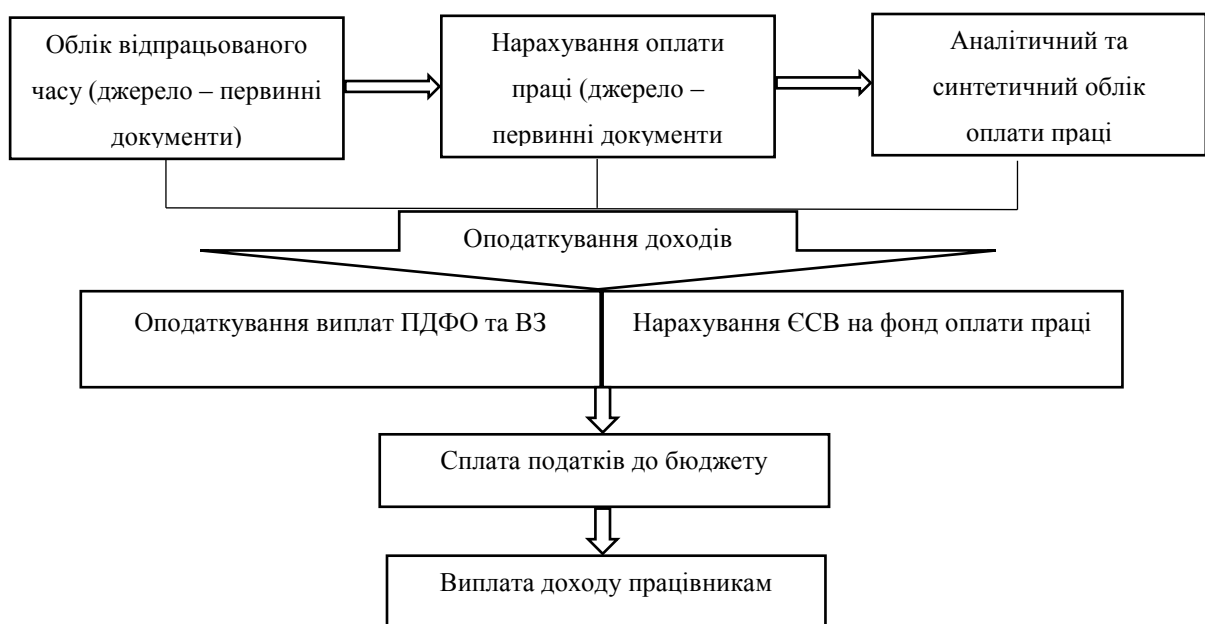 Облік відпрацьованого
часу (джерело – первинні
документи)
Нарахування оплати
праці (джерело –
первинні документи
Аналітичний та
синтетичний облік
оплати праці
Оподаткування доходів
Оподаткування виплат ПДФО та ВЗ
Нарахування ЄСВ на фонд оплати праці
Сплата податків до бюджету
Виплата доходу працівникам